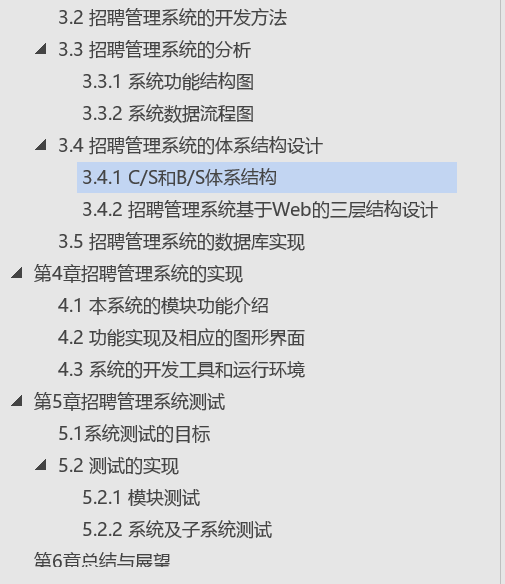 3.2 招聘管理系统的开发方法
3.3 招聘管理系统的分析
3.3.1 系统功能结构图
3.3.2 系统数据流程图
3.4 招聘管理系统的体系结构设计
3.4.1 C/S和B/S体系结构
3.4.2 招聘管理系统基于Web的三层结构设计
3.5 招聘管理系统的数据库实现
第4章招聘管理系统的实现
4.1 本系统的模块功能介绍
4.2 功能实现及相应的图形界面
4.3 系统的开发工具和运行环境
第5章招聘管理系统测试
5.1系统测试的目标
5.2 测试的实现
5.2.1 模块测试
5.2.2 系统及子系统测试
第6章总结与展望